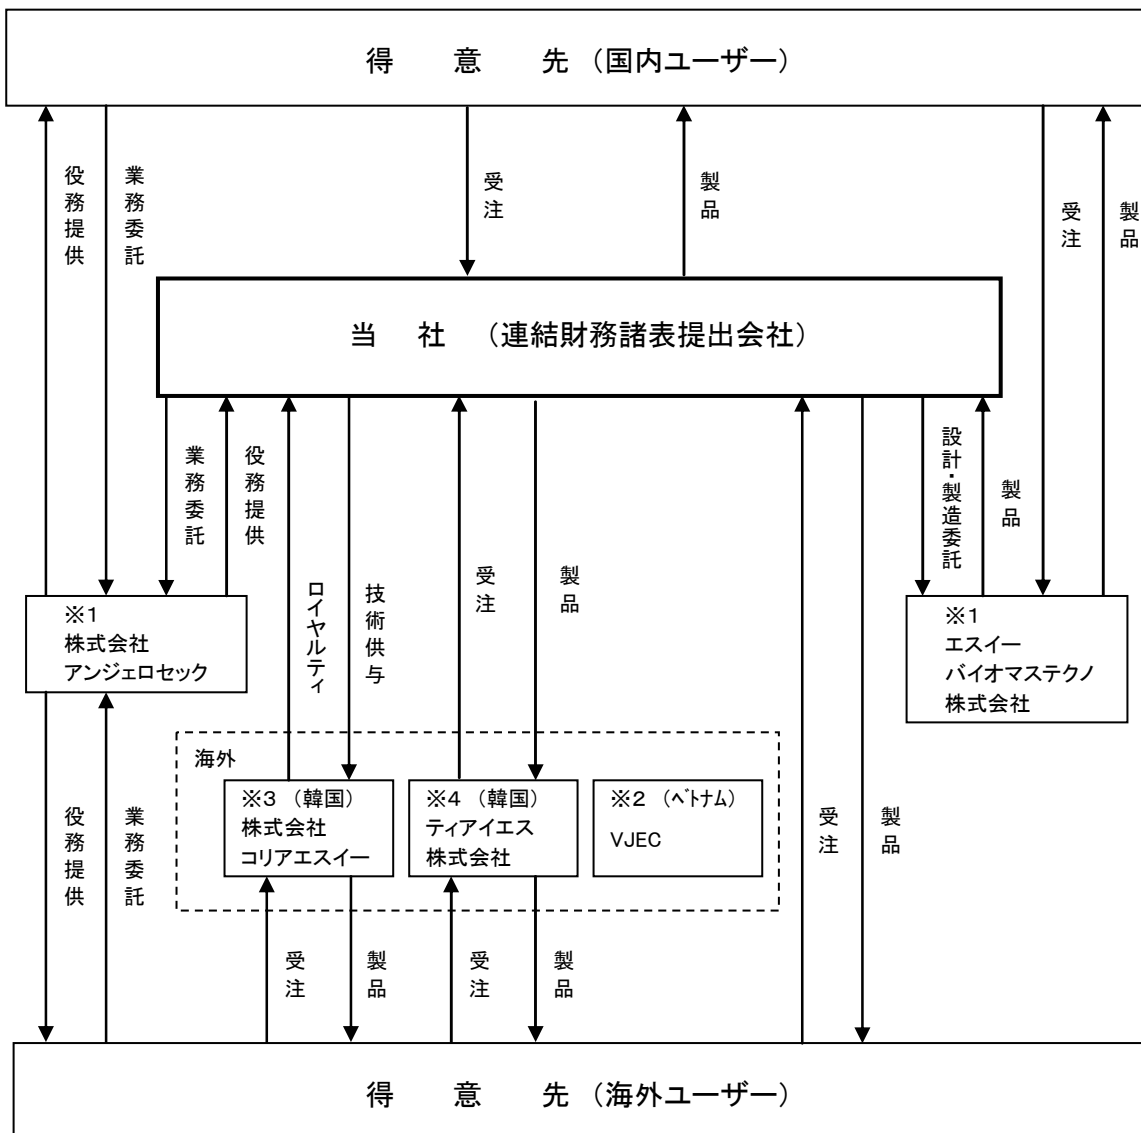 得 意 先 （国内ユーザー）
役務提供
業務委託
受注
製品
受注
製品
当 社 （連結財務諸表提出会社）
業務委託
役務提供
ロイヤルティ
技術供与
受注
製品
設計・製造委託
製品
※１
株式会社
アンジェロセック
※１
エスイー
バイオマステクノ
株式会社
海外
※３ （韓国）
株式会社
コリアエスイー
※４ （韓国）
ティアイエス
株式会社
※２ （ﾍﾞﾄﾅﾑ）
VJEC
役務提供
業務委託
受注
製品
受注
製品
受注
製品
得 意 先 （海外ユーザー）